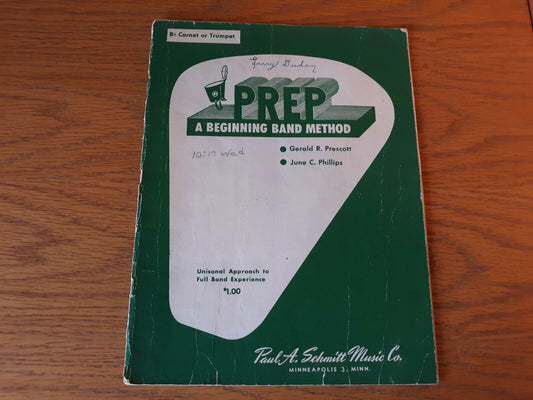 B♭ Cornet or Trumpet
PREP
A BEGINNING BAND METHOD
Gerald R. Prescott
June C. Phillips
10:17 Wed
Unisonal Approach to
Full Band Experience
$1.00
Paul A. Schmitt Music Co.
MINNEAPOLIS 3, MINN.